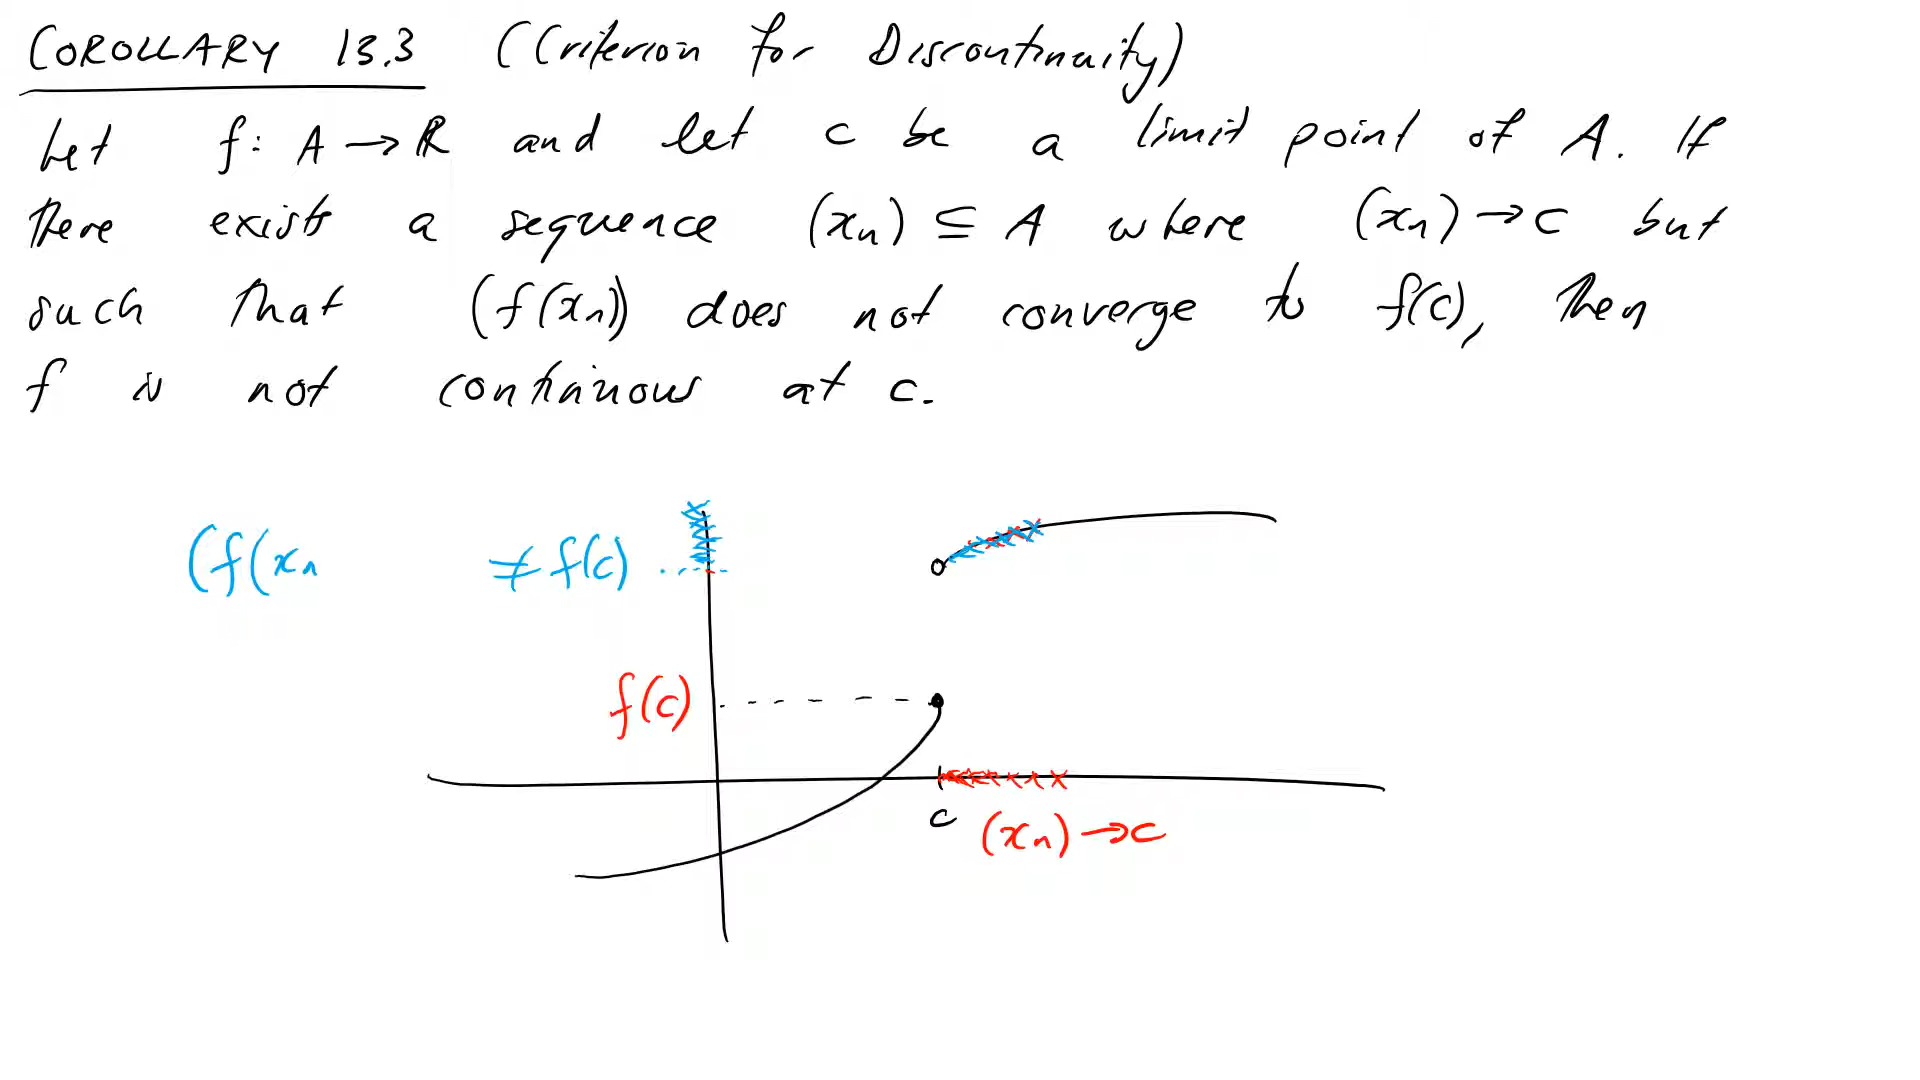 COROLLARY 13.3 (Criterion for Discontinuity)
Let f: A → ℝ and let c be a limit point of A. If
there exists a sequence (xₙ) ⊆ A where (xₙ) → c but
such that (f(xₙ)) does not converge to f(c), then
f is not continuous at c.
(f(xₙ ≠ f(c)
f(c)
c
(xₙ) → c